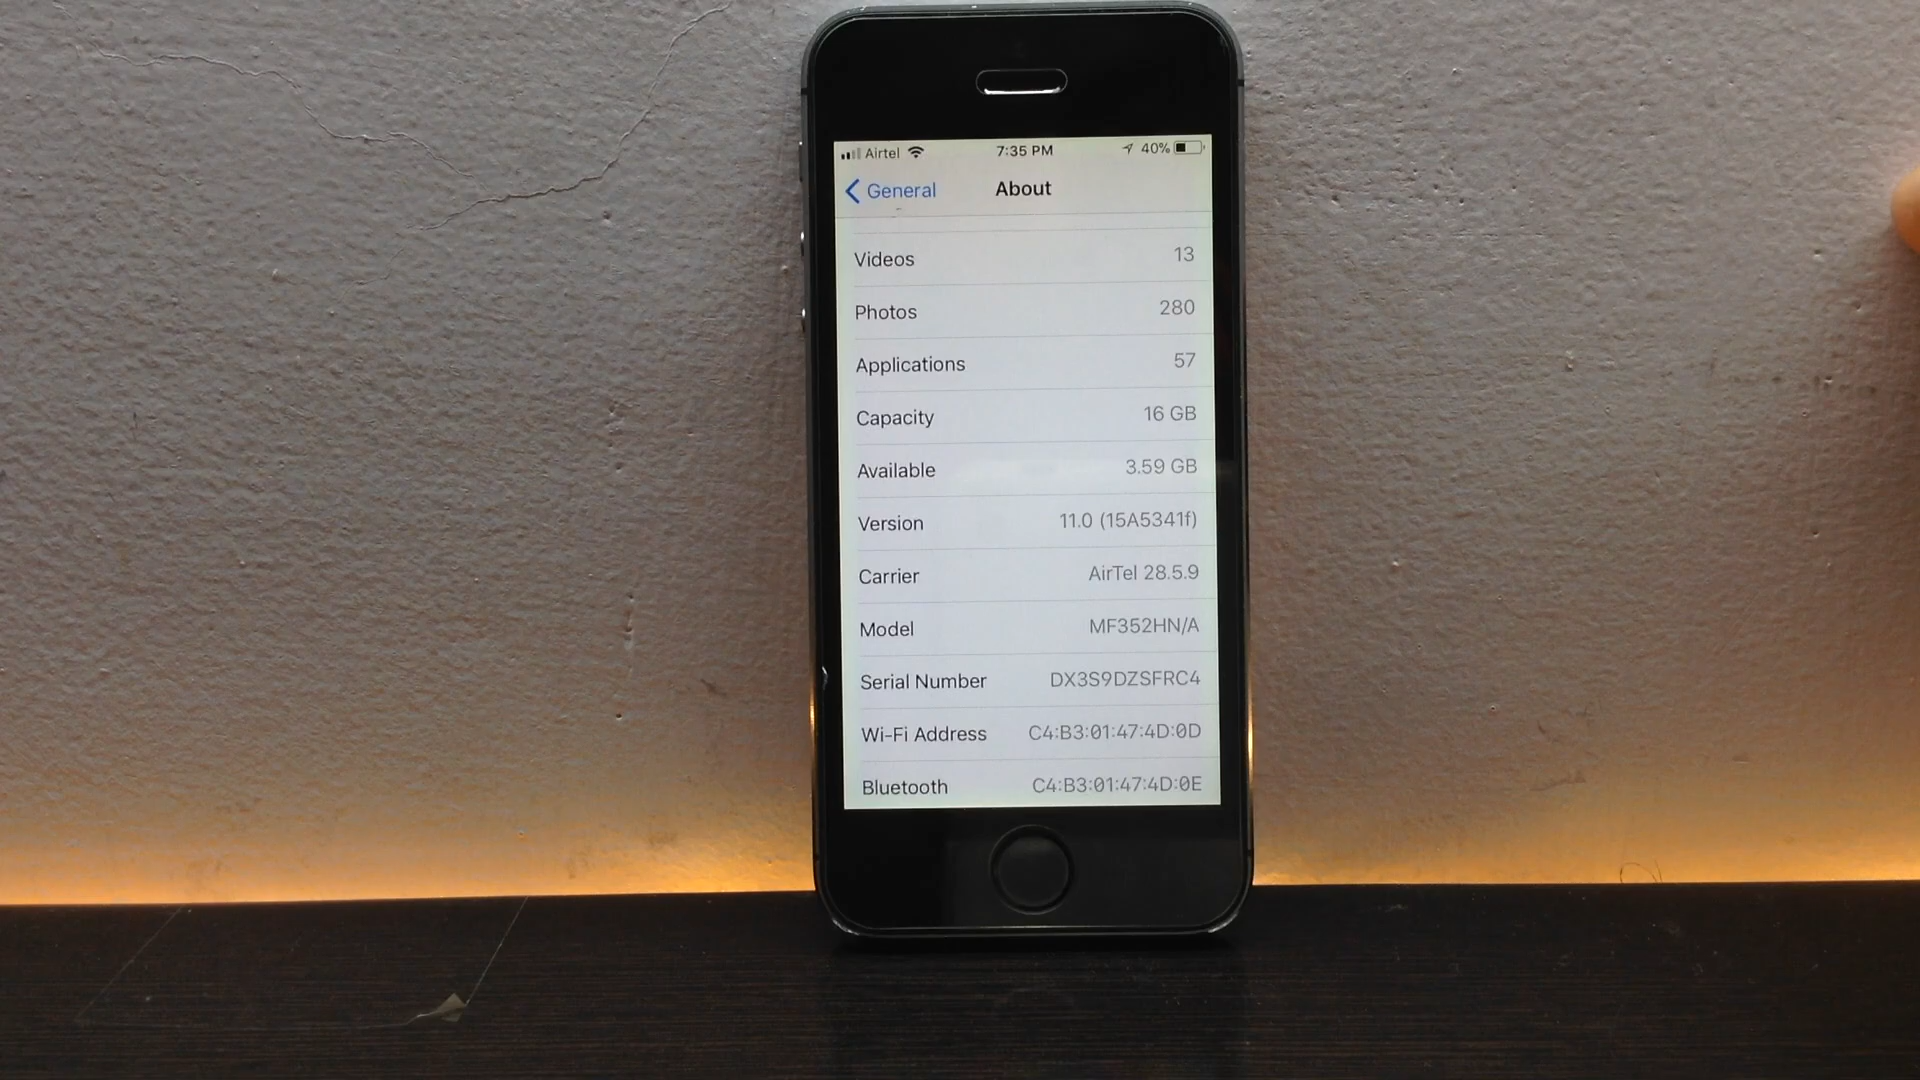 Airtel 7:35 PM 40%
General About
Videos 13
Photos 280
Applications 57
Capacity 16 GB
Available 3.59 GB
Version 11.0 (15A5341f)
Carrier AirTel 28.5.9
Model MF352HN/A
Serial Number DX3S9DZSFRC4
Wi-Fi Address C4:B3:01:47:4D:0D
Bluetooth C4:B3:01:47:4D:0E